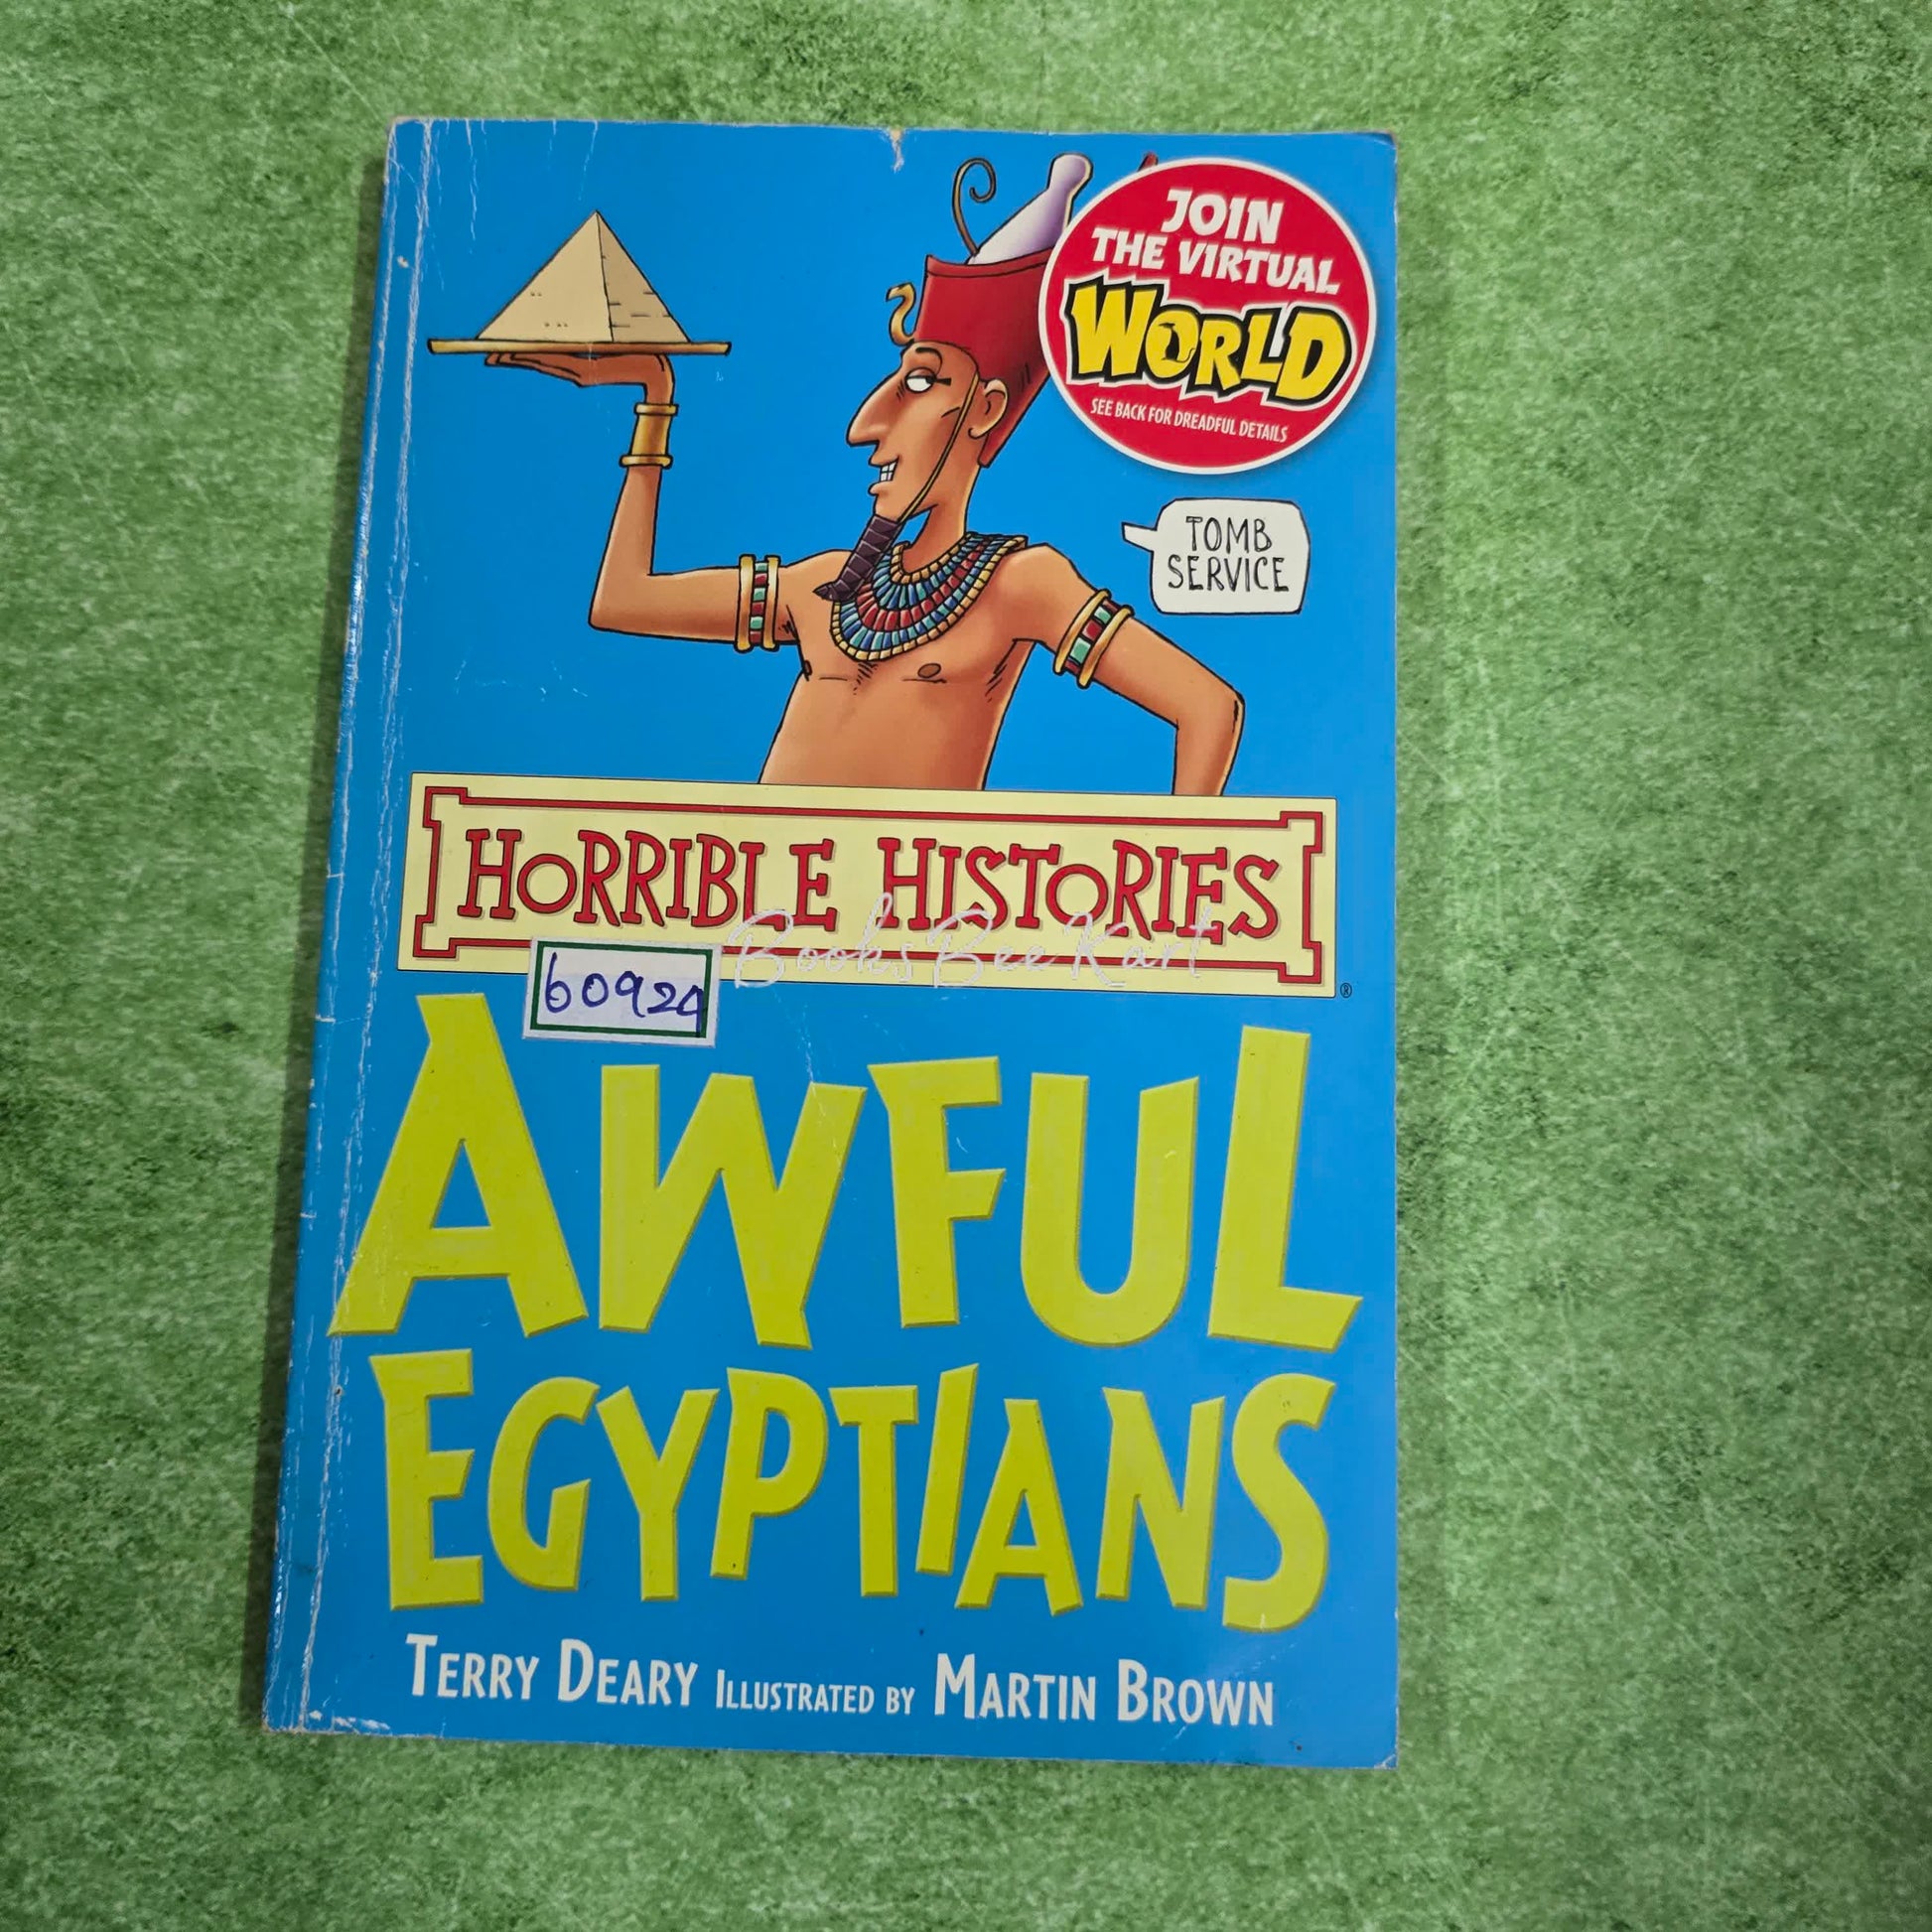 JOIN
THE VIRTUAL
WORLD
SEE BACK FOR DREADFUL DETAILS
TOMB
SERVICE
HORRIBLE HISTORIES
®
BooksBeeKart
60924
AWFUL
EGYPTIANS
TERRY DEARY ILLUSTRATED BY MARTIN BROWN